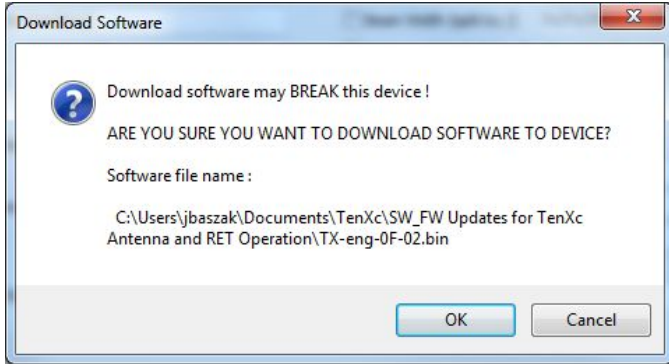 Download Software
Download software may BREAK this device !
ARE YOU SURE YOU WANT TO DOWNLOAD SOFTWARE TO DEVICE?
Software file name :
C:\Users\jbaszak\Documents\TenXc\SW_FW Updates for TenXc
Antenna and RET Operation\TX-eng-0F-02.bin
OK
Cancel